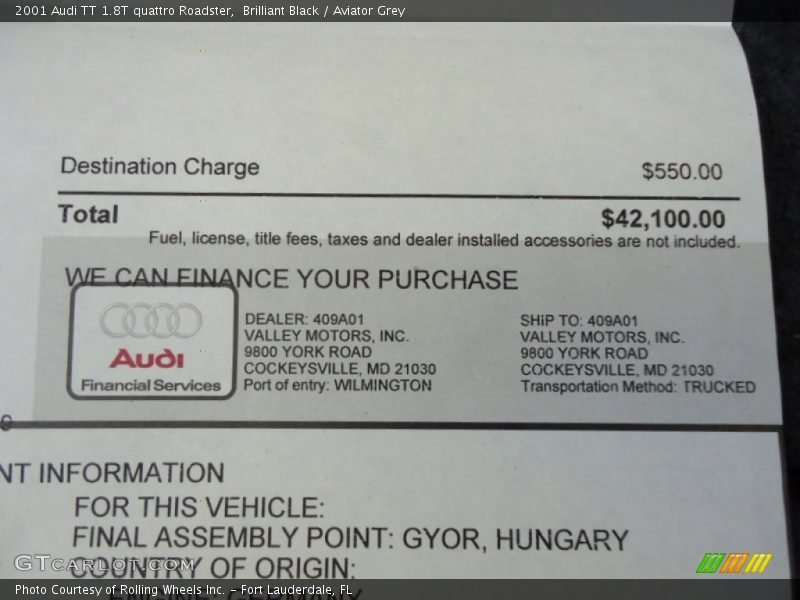 2001 Audi TT 1.8T quattro Roadster,  Brilliant Black / Aviator Grey
Destination Charge $550.00
Total $42,100.00
Fuel, license, title fees, taxes and dealer installed accessories are not included.
WE CAN FINANCE YOUR PURCHASE
Audi
Financial Services
DEALER: 409A01
VALLEY MOTORS, INC.
9800 YORK ROAD
COCKEYSVILLE, MD 21030
Port of entry: WILMINGTON
SHIP TO: 409A01
VALLEY MOTORS, INC.
9800 YORK ROAD
COCKEYSVILLE, MD 21030
Transportation Method: TRUCKED
NT INFORMATION
FOR THIS VEHICLE:
FINAL ASSEMBLY POINT: GYOR, HUNGARY
COUNTRY OF ORIGIN:
GTcarlot.com
ENGINE: GERMANY
Photo Courtesy of Rolling Wheels Inc. - Fort Lauderdale, FL